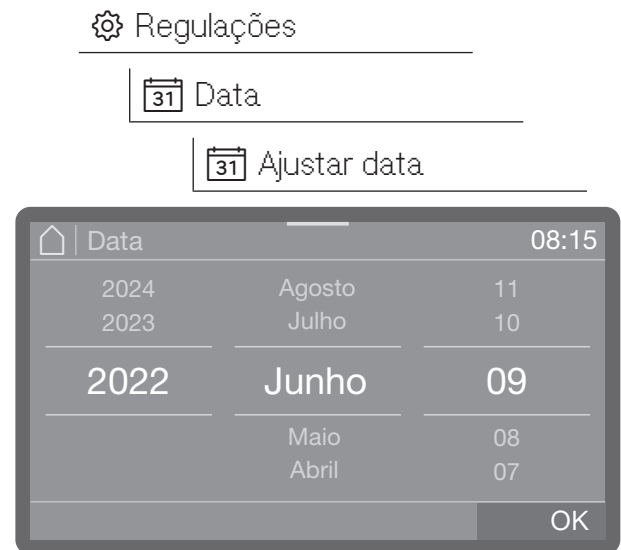 Regulações
31 Data
31 Ajustar data
Data 08:15
2024 Agosto 11
2023 Julho 10
2022 Junho 09
Maio 08
Abril 07
OK